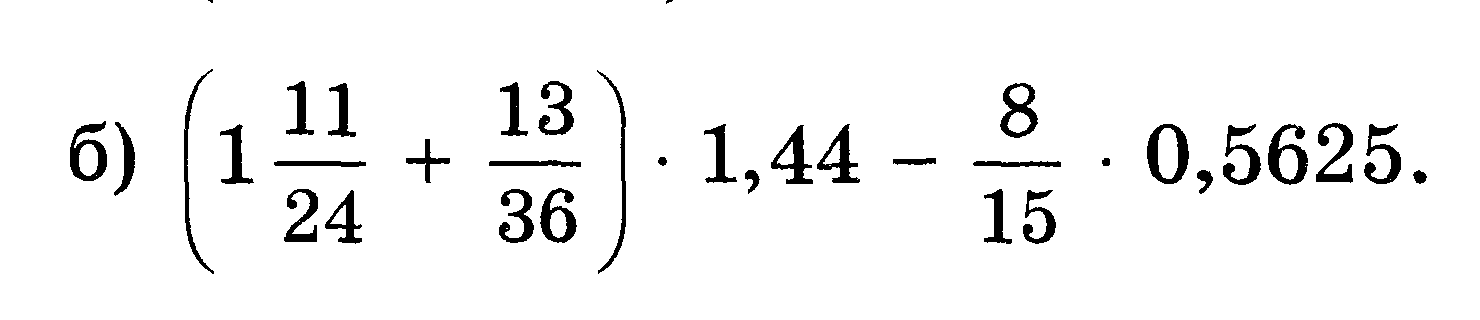 б) (1 11/24 + 13/36) · 1,44 − 8/15 · 0,5625.